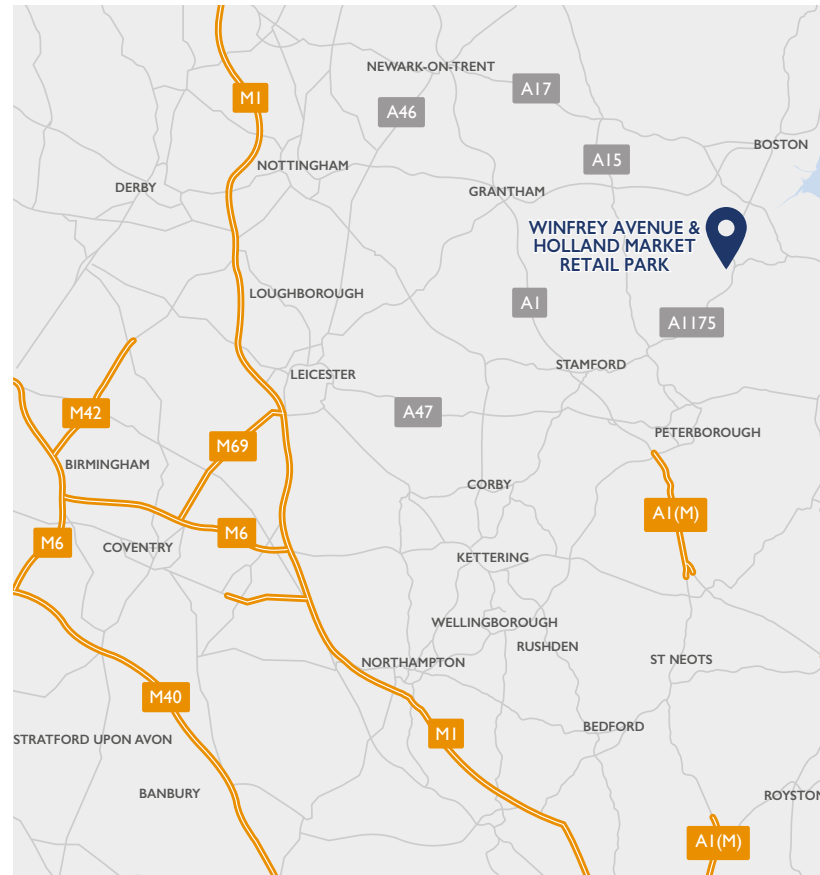 NEWARK-ON-TRENT
A17
M1
A46
BOSTON
A15
NOTTINGHAM
DERBY
GRANTHAM
WINFREY AVENUE &
HOLLAND MARKET
RETAIL PARK
LOUGHBOROUGH
A1
A1175
STAMFORD
LEICESTER
M42
A47
PETERBOROUGH
M69
BIRMINGHAM
CORBY
A1(M)
M6
M6
COVENTRY
KETTERING
WELLINGBOROUGH
RUSHDEN
NORTHAMPTON
ST NEOTS
M40
BEDFORD
M1
STRATFORD UPON AVON
BANBURY
ROYSTON
A1(M)